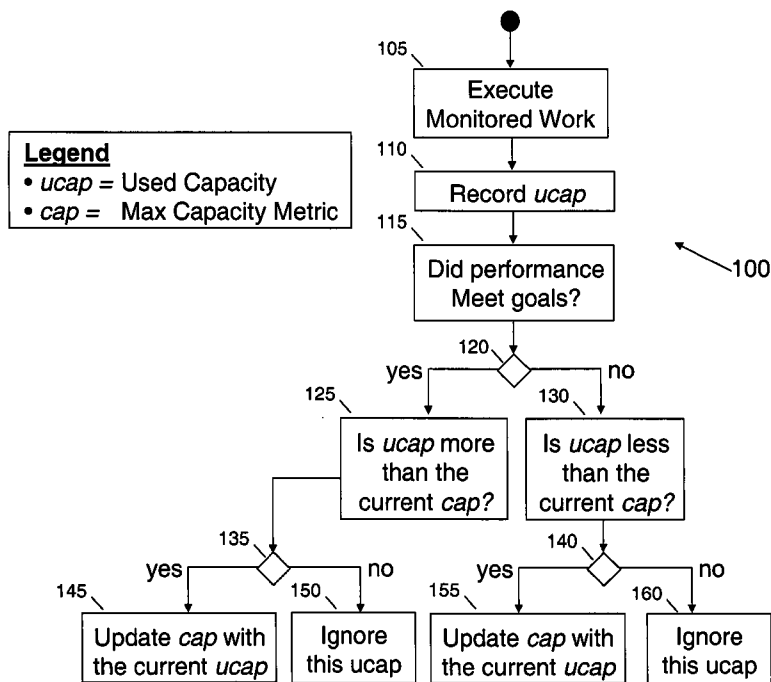 105
Execute
Monitored Work
Legend
• ucap = Used Capacity
• cap = Max Capacity Metric
110
Record ucap
115
Did performance
Meet goals?
100
120
yes
no
125
Is ucap more
than the
current cap?
130
Is ucap less
than the
current cap?
135
yes
no
140
yes
no
145
Update cap with
the current ucap
150
Ignore
this ucap
155
Update cap with
the current ucap
160
Ignore
this ucap